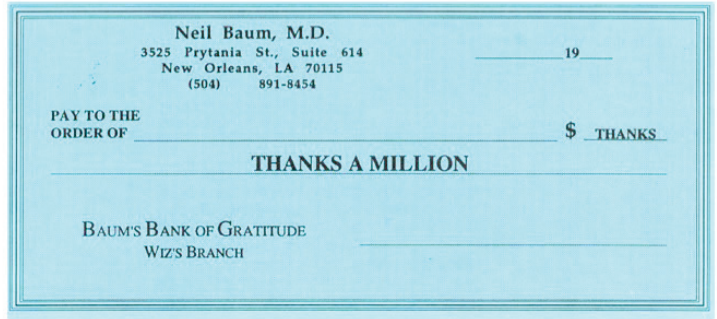 Neil Baum, M.D.
3525 Prytania St., Suite 614
New Orleans, LA 70115
(504) 891-8454
19
PAY TO THE
ORDER OF
$ THANKS
THANKS A MILLION
BAUM'S BANK OF GRATITUDE
WIZ'S BRANCH